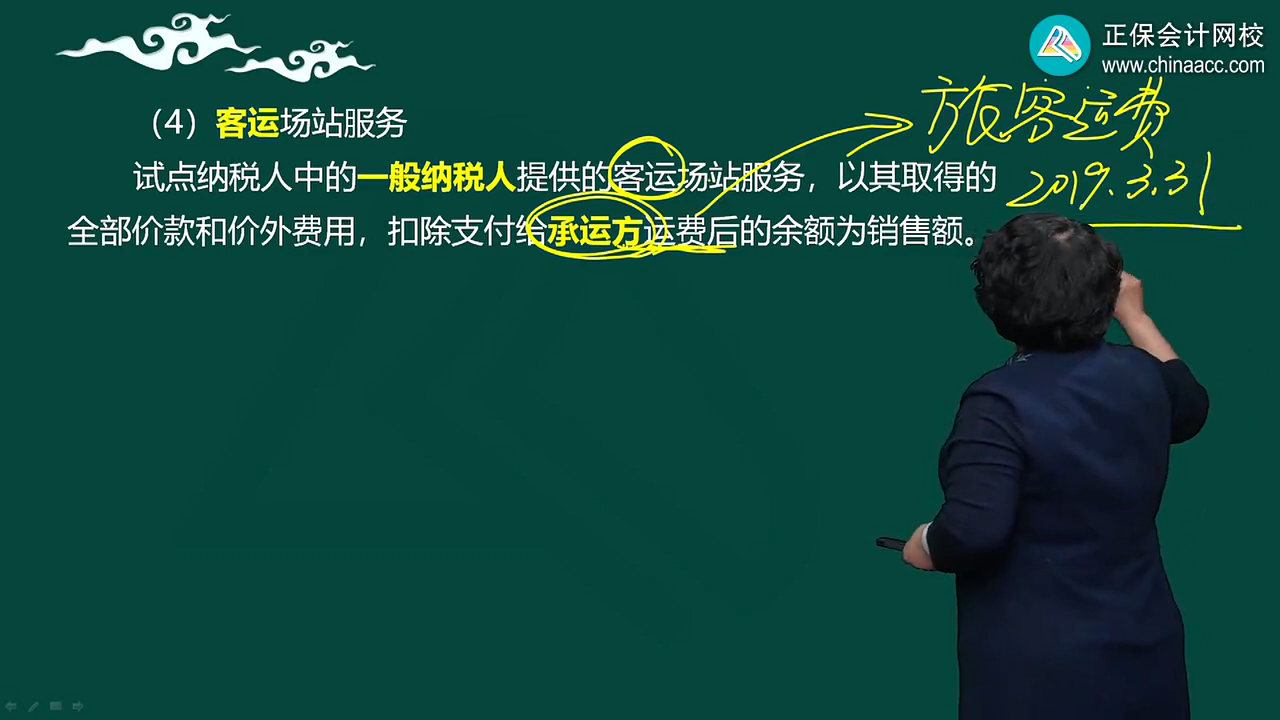 正保会计网校
www.chinaacc.com
（4）客运场站服务
旅客运费
试点纳税人中的一般纳税人提供的客运场站服务，以其取得的
2019.3.31
全部价款和价外费用，扣除支付给承运方运费后的余额为销售额。